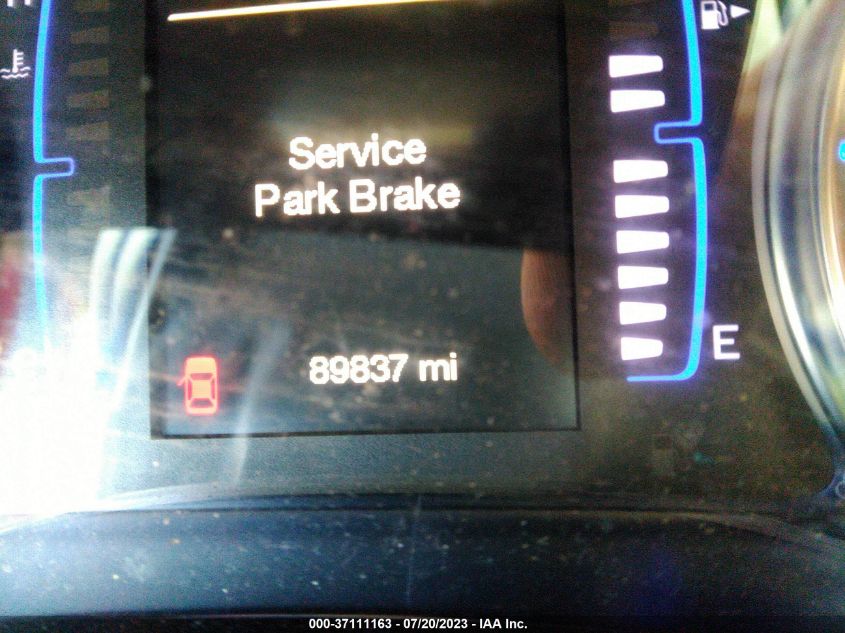 Service
Park Brake
89837 mi
E
000-37111163 - 07/20/2023 - IAA Inc.